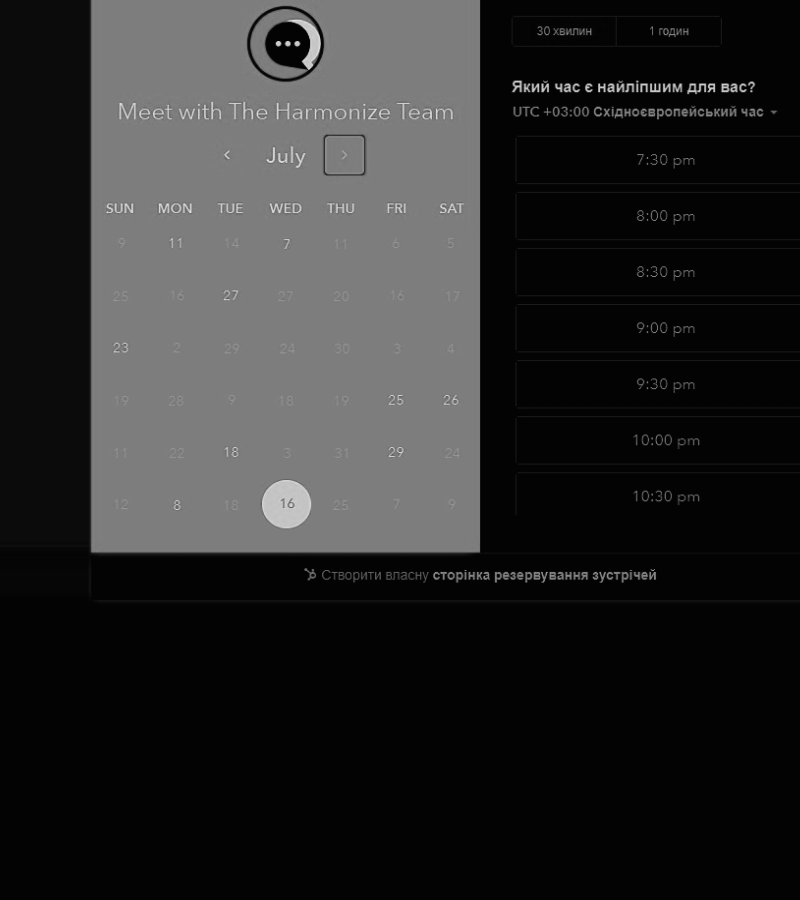 Meet with The Harmonize Team
July
SUN MON TUE WED THU FRI SAT
9 11 14 7 11 6 5
25 16 27 27 20 16 17
23 2 29 24 30 3 4
19 28 9 18 19 25 26
11 22 18 3 31 29 24
12 8 18 16 25 7 9
30 хвилин 1 годин
Який час є найліпшим для вас?
UTC +03:00 Східноєвропейський час
7:30 pm
8:00 pm
8:30 pm
9:00 pm
9:30 pm
10:00 pm
10:30 pm
Створити власну сторінка резервування зустрічей